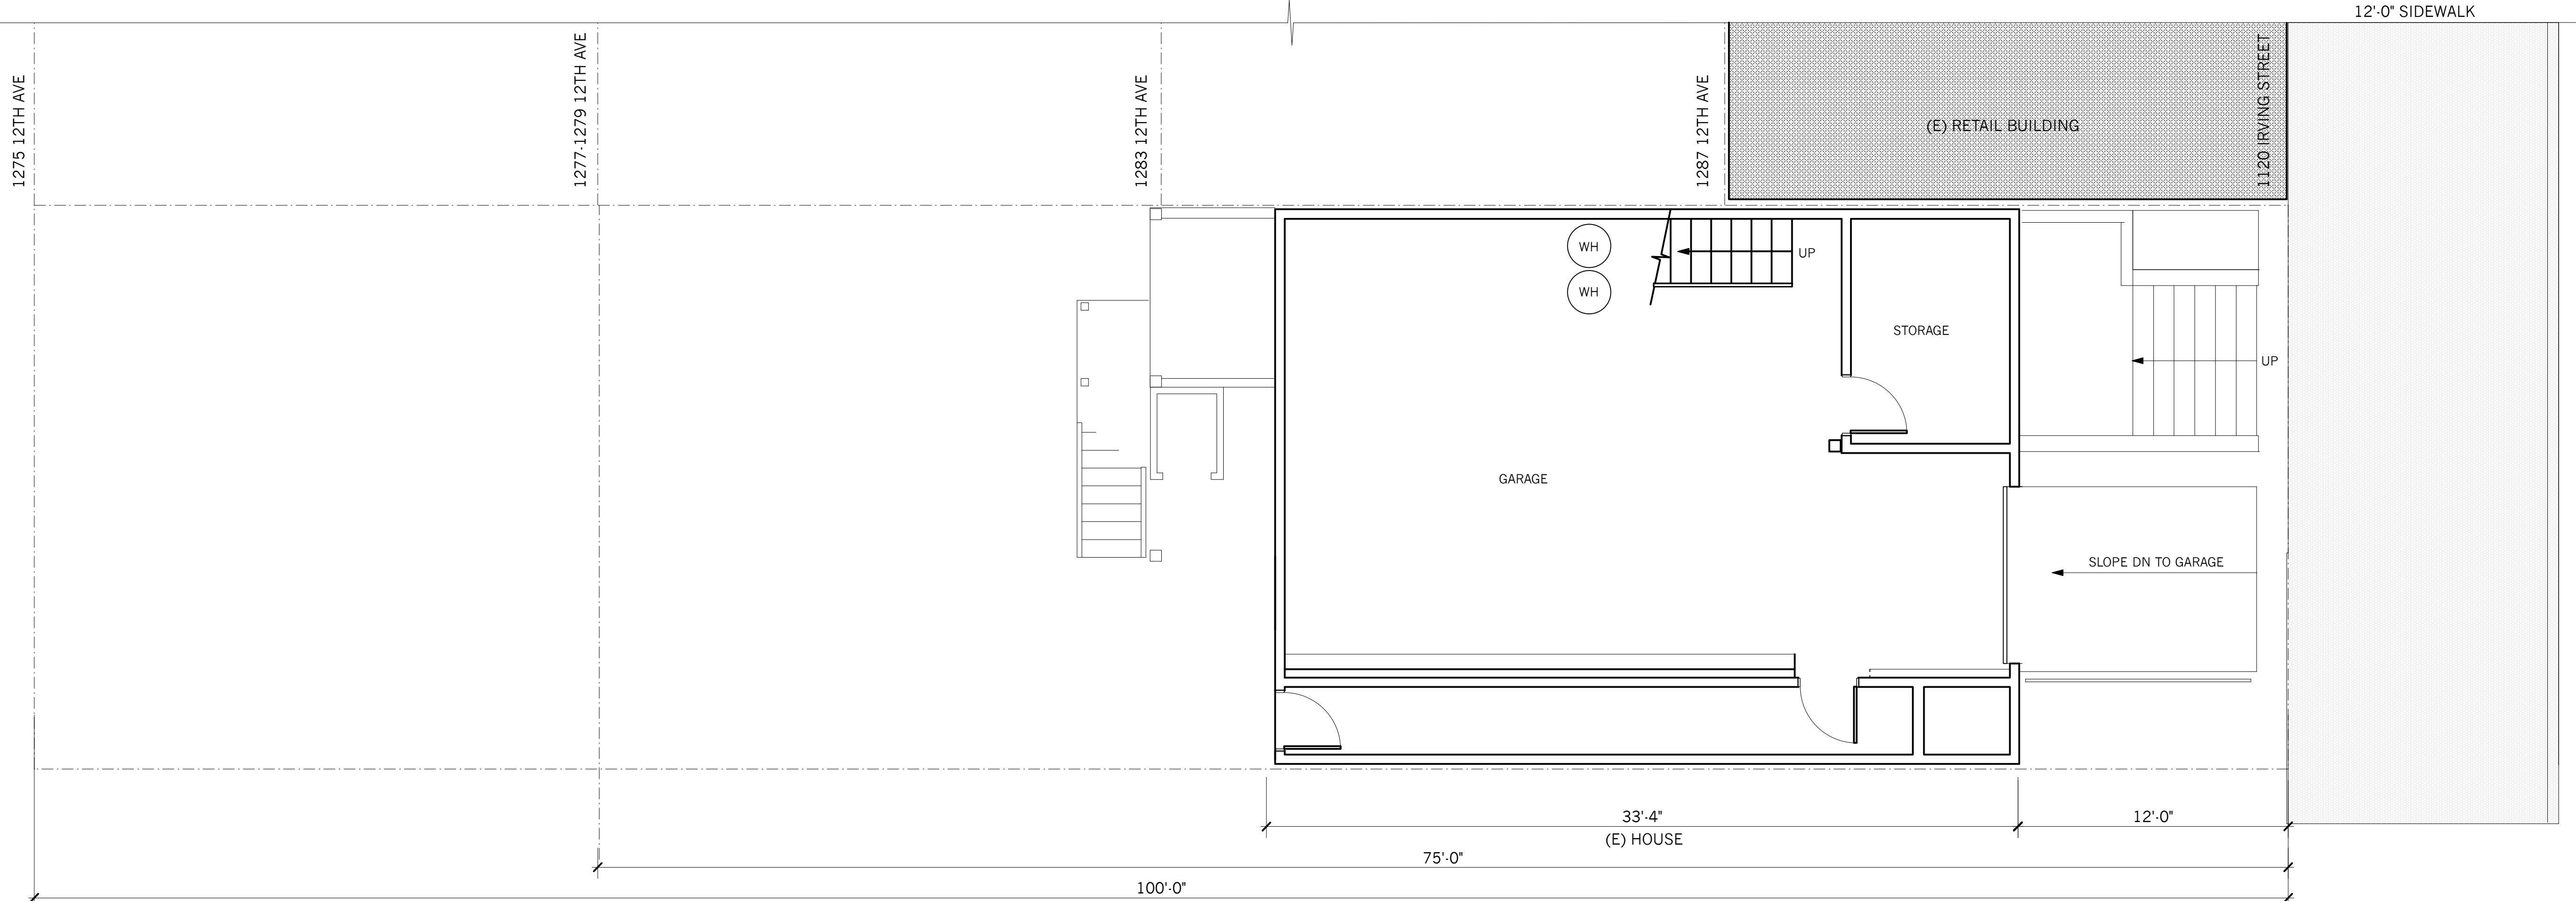 12'-0" SIDEWALK
1275 12TH AVE
1277-1279 12TH AVE
1283 12TH AVE
1287 12TH AVE
(E) RETAIL BUILDING
1120 IRVING STREET
WH
WH
UP
STORAGE
UP
GARAGE
SLOPE DN TO GARAGE
33'-4"
12'-0"
(E) HOUSE
75'-0"
100'-0"